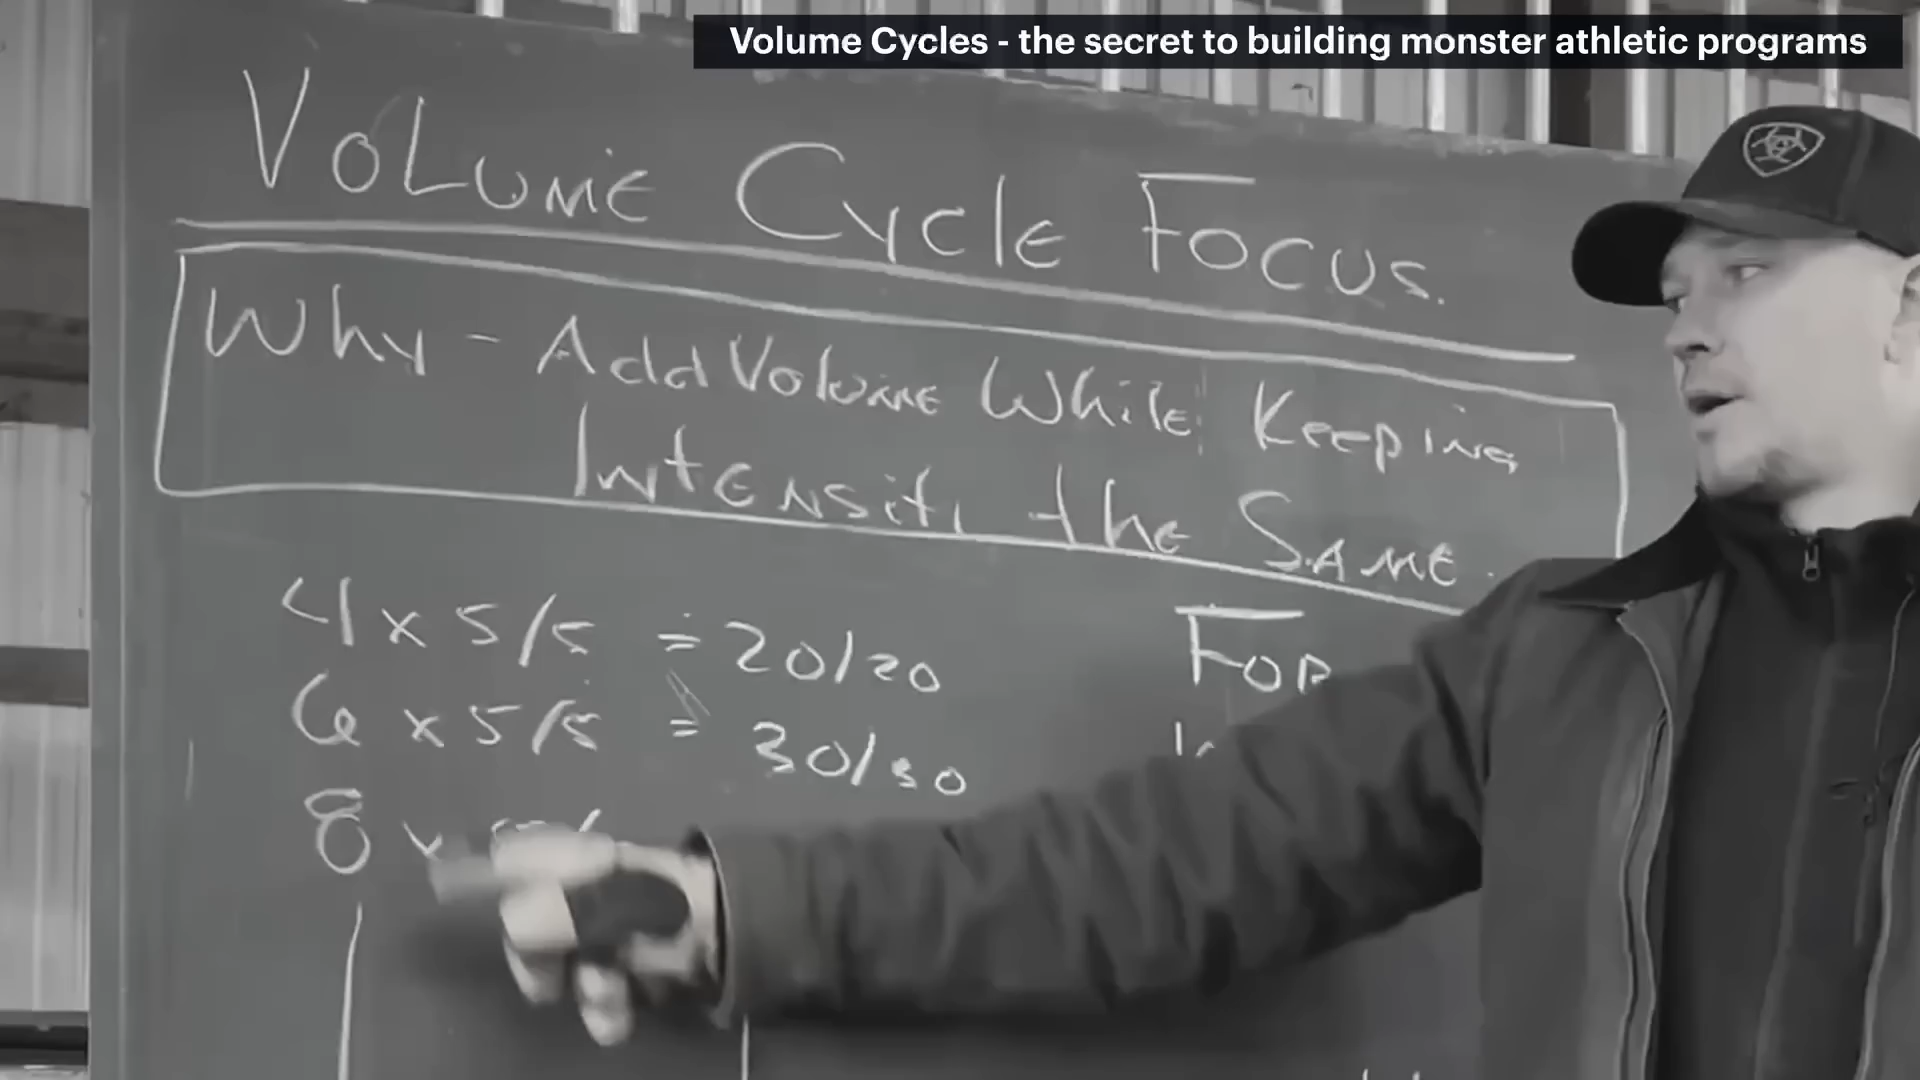 Volume Cycles - the secret to building monster athletic programs
VOLUME CYCLE FOCUS.
Why - Add Volume While Keeping
INTENSITY the SAME.
4 x 5/5 = 20/20
FOR
6 x 5/5 = 30/30
8 x